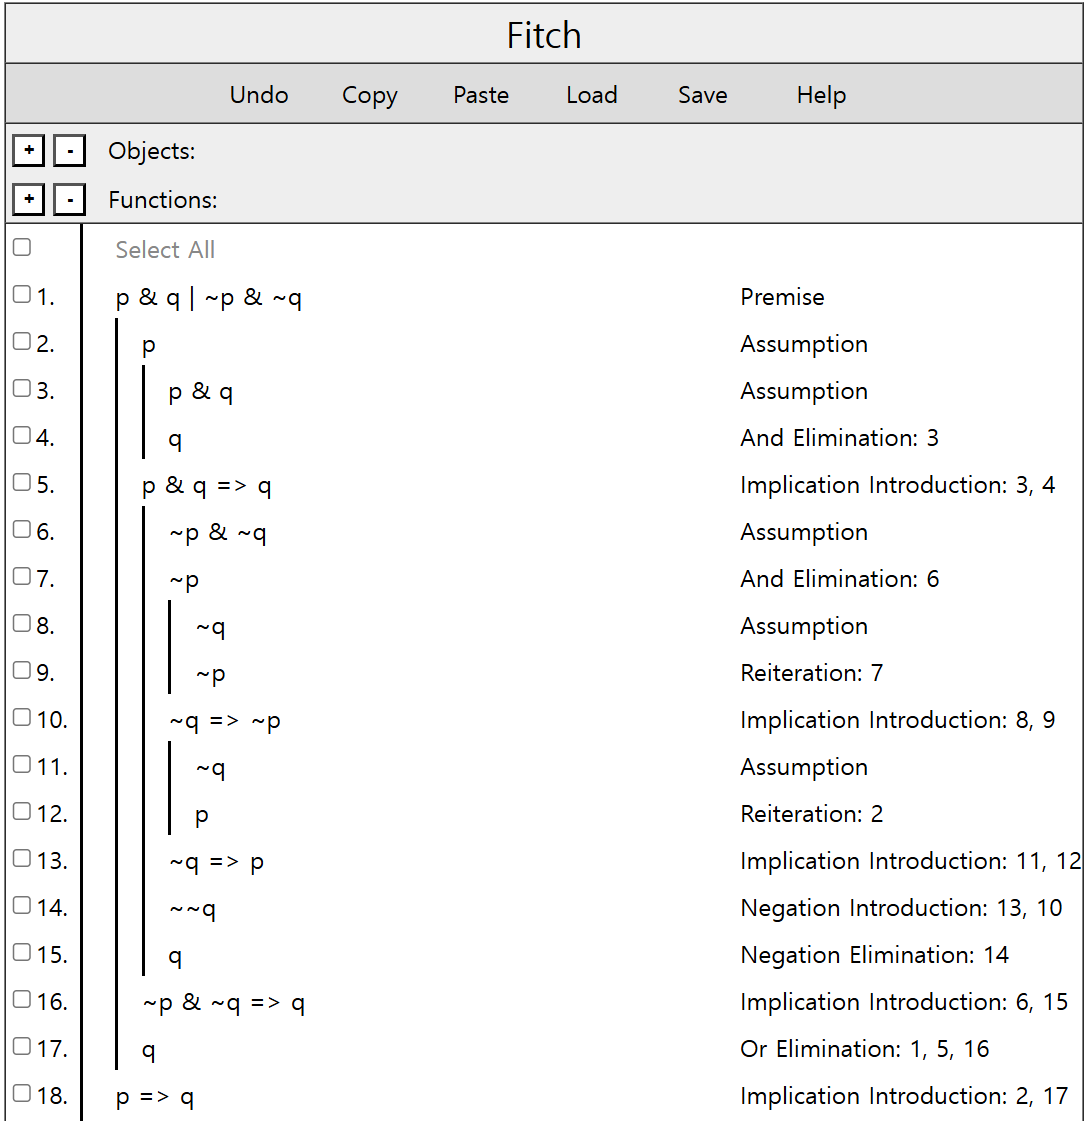 Fitch
Undo Copy Paste Load Save Help
+ - Objects:
+ - Functions:
Select All
1. p & q | ~p & ~q Premise
2. p Assumption
3. p & q Assumption
4. q And Elimination: 3
5. p & q => q Implication Introduction: 3, 4
6. ~p & ~q Assumption
7. ~p And Elimination: 6
8. ~q Assumption
9. ~p Reiteration: 7
10. ~q => ~p Implication Introduction: 8, 9
11. ~q Assumption
12. p Reiteration: 2
13. ~q => p Implication Introduction: 11, 12
14. ~~q Negation Introduction: 13, 10
15. q Negation Elimination: 14
16. ~p & ~q => q Implication Introduction: 6, 15
17. q Or Elimination: 1, 5, 16
18. p => q Implication Introduction: 2, 17